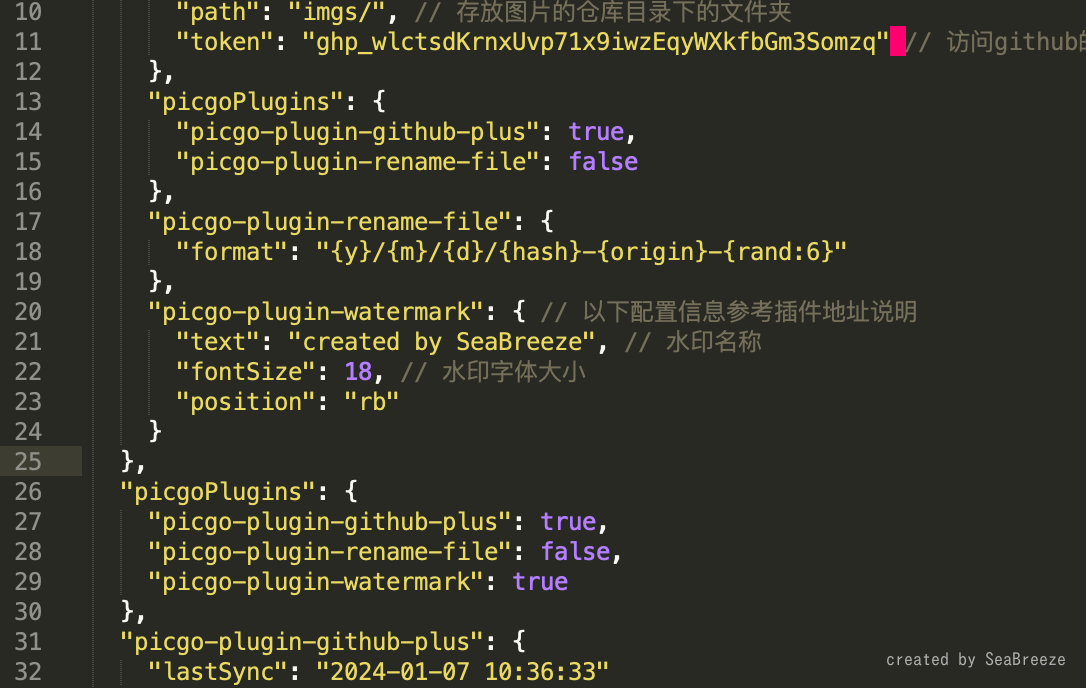 10 "path": "imgs/", // 存放图片的仓库目录下的文件夹
11 "token": "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" // 访问github的
12 },
13 "picgoPlugins": {
14 "picgo-plugin-github-plus": true,
15 "picgo-plugin-rename-file": false
16 },
17 "picgo-plugin-rename-file": {
18 "format": "{y}/{m}/{d}/{hash}-{origin}-{rand:6}"
19 },
20 "picgo-plugin-watermark": { // 以下配置信息参考插件地址说明
21 "text": "created by SeaBreeze", // 水印名称
22 "fontSize": 18, // 水印字体大小
23 "position": "rb"
24 }
25 },
26 "picgoPlugins": {
27 "picgo-plugin-github-plus": true,
28 "picgo-plugin-rename-file": false,
29 "picgo-plugin-watermark": true
30 },
31 "picgo-plugin-github-plus": {
32 "lastSync": "2024-01-07 10:36:33"
created by SeaBreeze